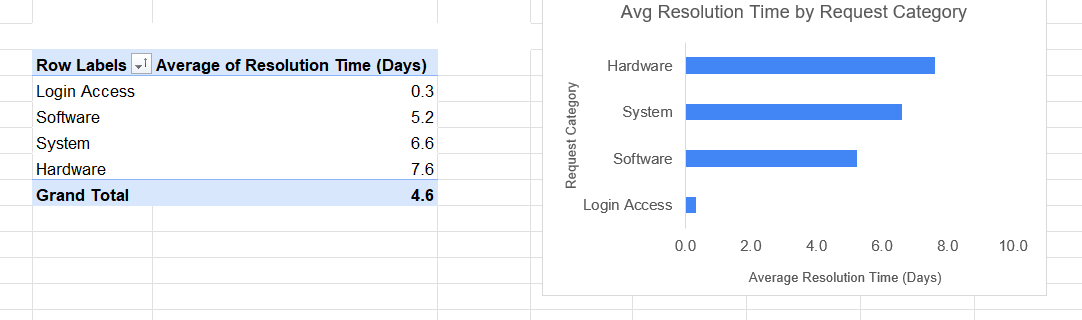 Row Labels Average of Resolution Time (Days)
Login Access 0.3
Software 5.2
System 6.6
Hardware 7.6
Grand Total 4.6
Avg Resolution Time by Request Category
Request Category
Hardware
System
Software
Login Access
0.0 2.0 4.0 6.0 8.0 10.0
Average Resolution Time (Days)